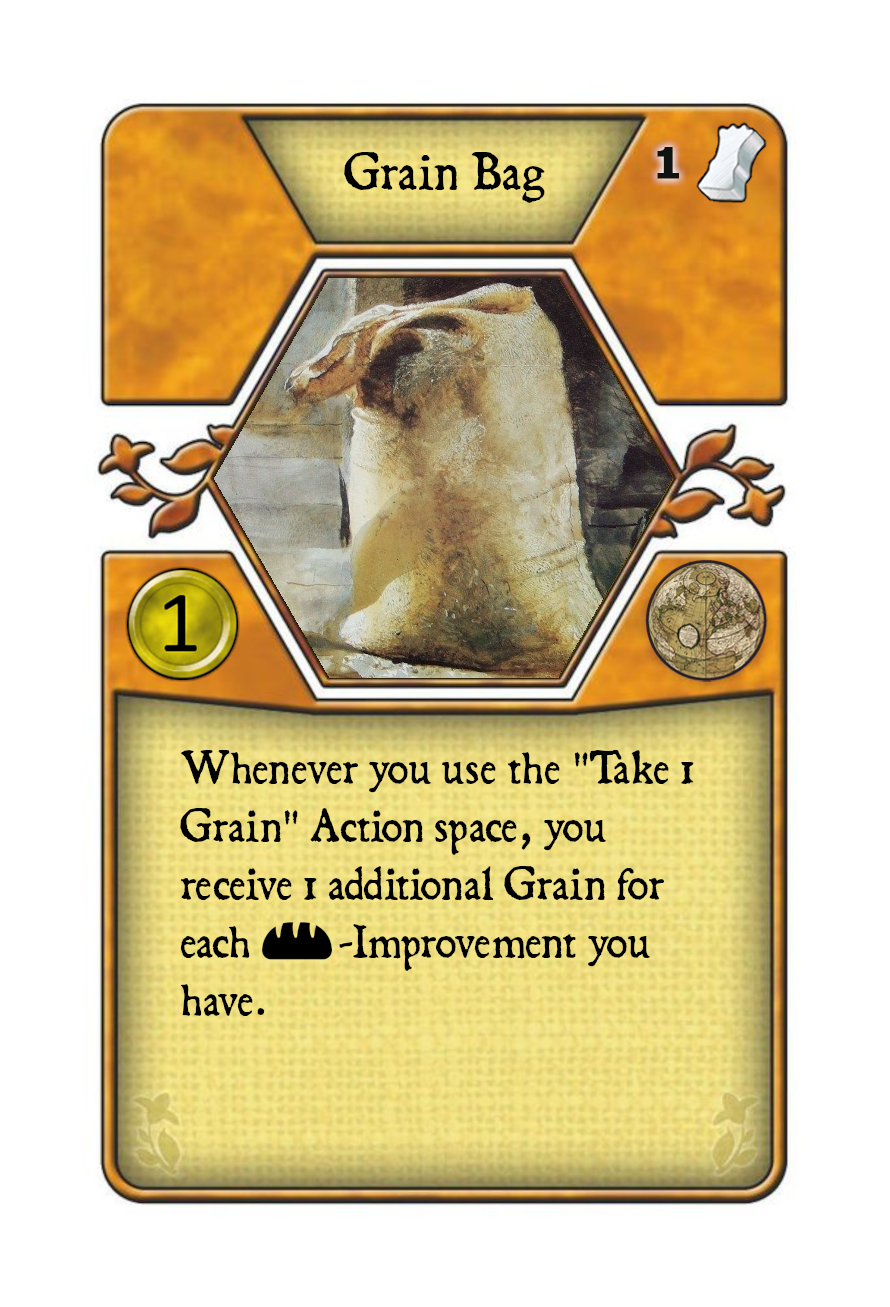 Grain Bag
1
1
Whenever you use the "Take 1
Grain" Action space, you
receive 1 additional Grain for
each -Improvement you
have.